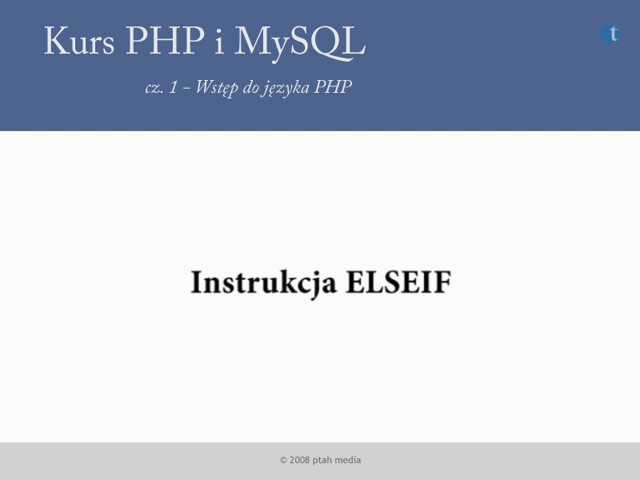 Kurs PHP i MySQL
t
cz. 1 - Wstęp do języka PHP
Instrukcja ELSEIF
© 2008 ptah media